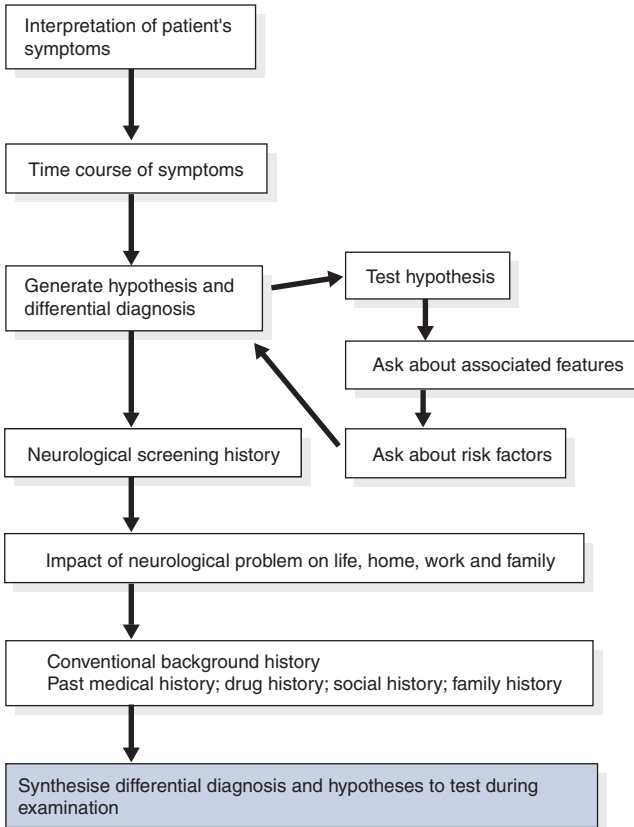 Interpretation of patient's
symptoms
Time course of symptoms
Generate hypothesis and
differential diagnosis
Test hypothesis
Ask about associated features
Ask about risk factors
Neurological screening history
Impact of neurological problem on life, home, work and family
Conventional background history
Past medical history; drug history; social history; family history
Synthesise differential diagnosis and hypotheses to test during
examination